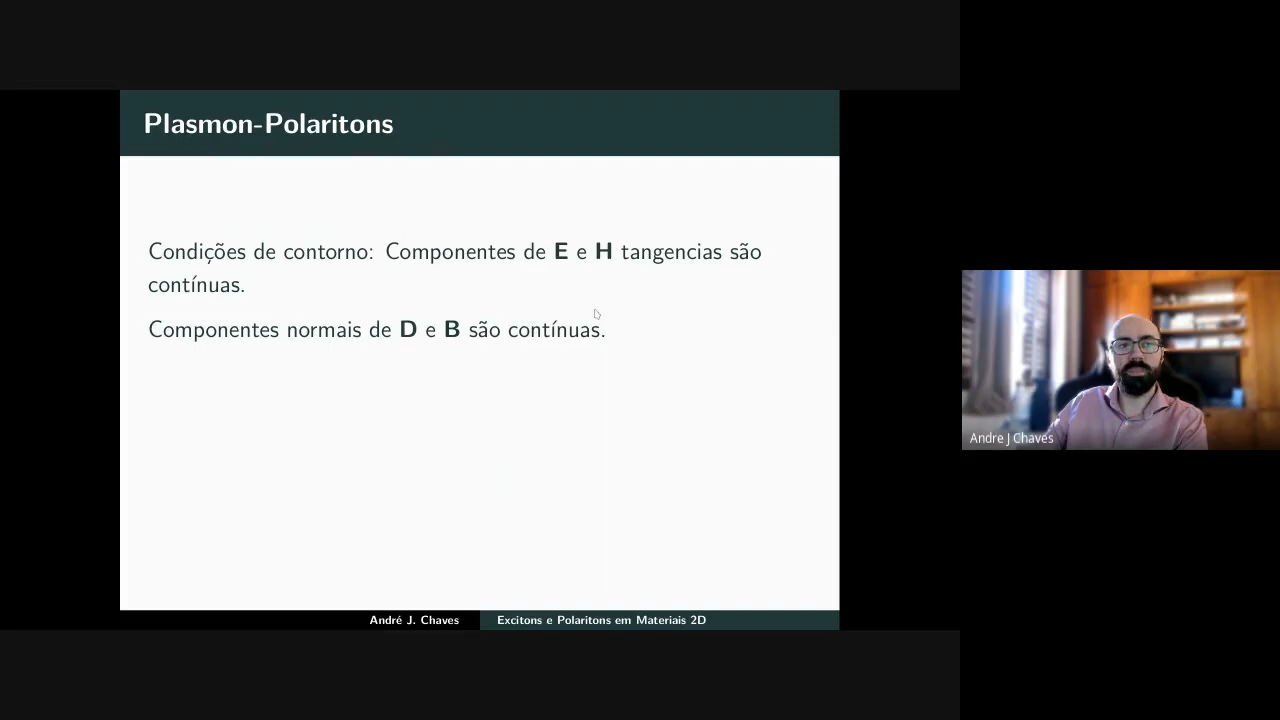 Plasmon-Polaritons
Condições de contorno: Componentes de E e H tangencias são
contínuas.
Componentes normais de D e B são contínuas.
Andre J Chaves
André J. Chaves
Excitons e Polaritons em Materiais 2D